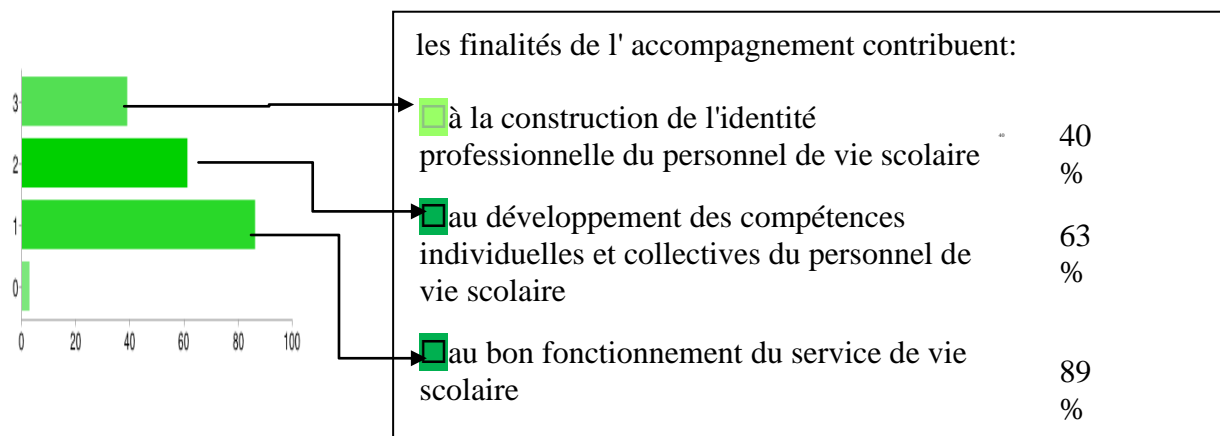 les finalités de l' accompagnement contribuent:
à la construction de l'identité
professionnelle du personnel de vie scolaire
40
%
au développement des compétences
individuelles et collectives du personnel de
vie scolaire
63
%
au bon fonctionnement du service de vie
scolaire
89
%
3
2
1
0
0 20 40 60 80 100